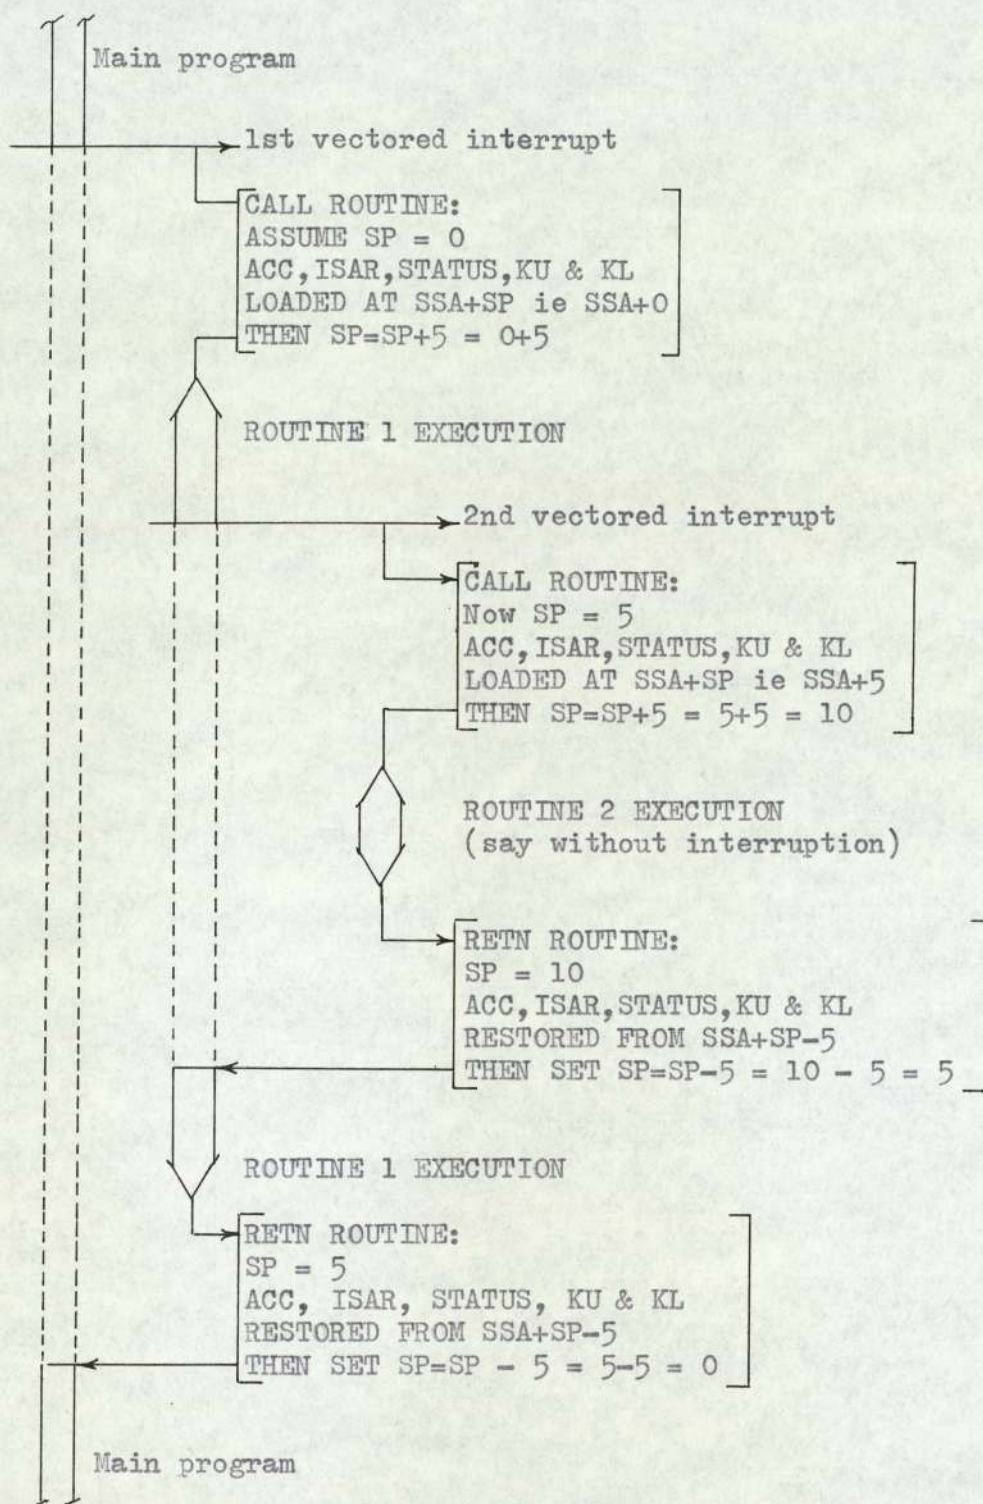 Main program
1st vectored interrupt
CALL ROUTINE:
ASSUME SP = 0
ACC,ISAR,STATUS,KU & KL
LOADED AT SSA+SP ie SSA+0
THEN SP=SP+5 = 0+5
ROUTINE 1 EXECUTION
2nd vectored interrupt
CALL ROUTINE:
Now SP = 5
ACC,ISAR,STATUS,KU & KL
LOADED AT SSA+SP ie SSA+5
THEN SP=SP+5 = 5+5 = 10
ROUTINE 2 EXECUTION
(say without interruption)
RETN ROUTINE:
SP = 10
ACC,ISAR,STATUS,KU & KL
RESTORED FROM SSA+SP-5
THEN SET SP=SP-5 = 10 - 5 = 5
ROUTINE 1 EXECUTION
RETN ROUTINE:
SP = 5
ACC, ISAR, STATUS, KU & KL
RESTORED FROM SSA+SP-5
THEN SET SP=SP - 5 = 5-5 = 0
Main program